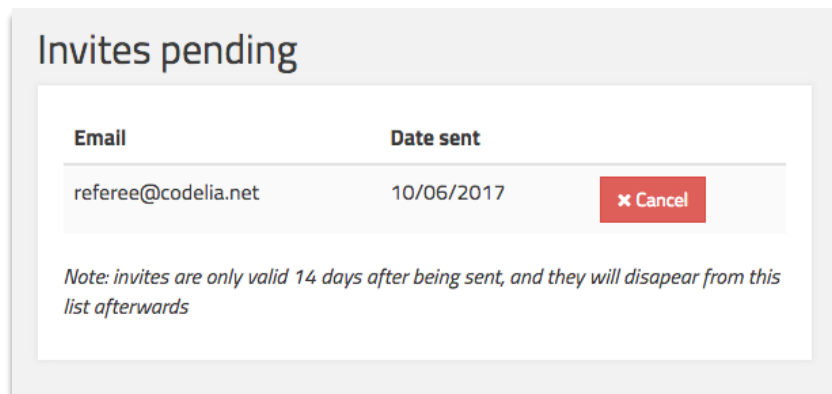 Invites pending
Email Date sent
referee@codelia.net 10/06/2017 × Cancel
Note: invites are only valid 14 days after being sent, and they will disapear from this
list afterwards